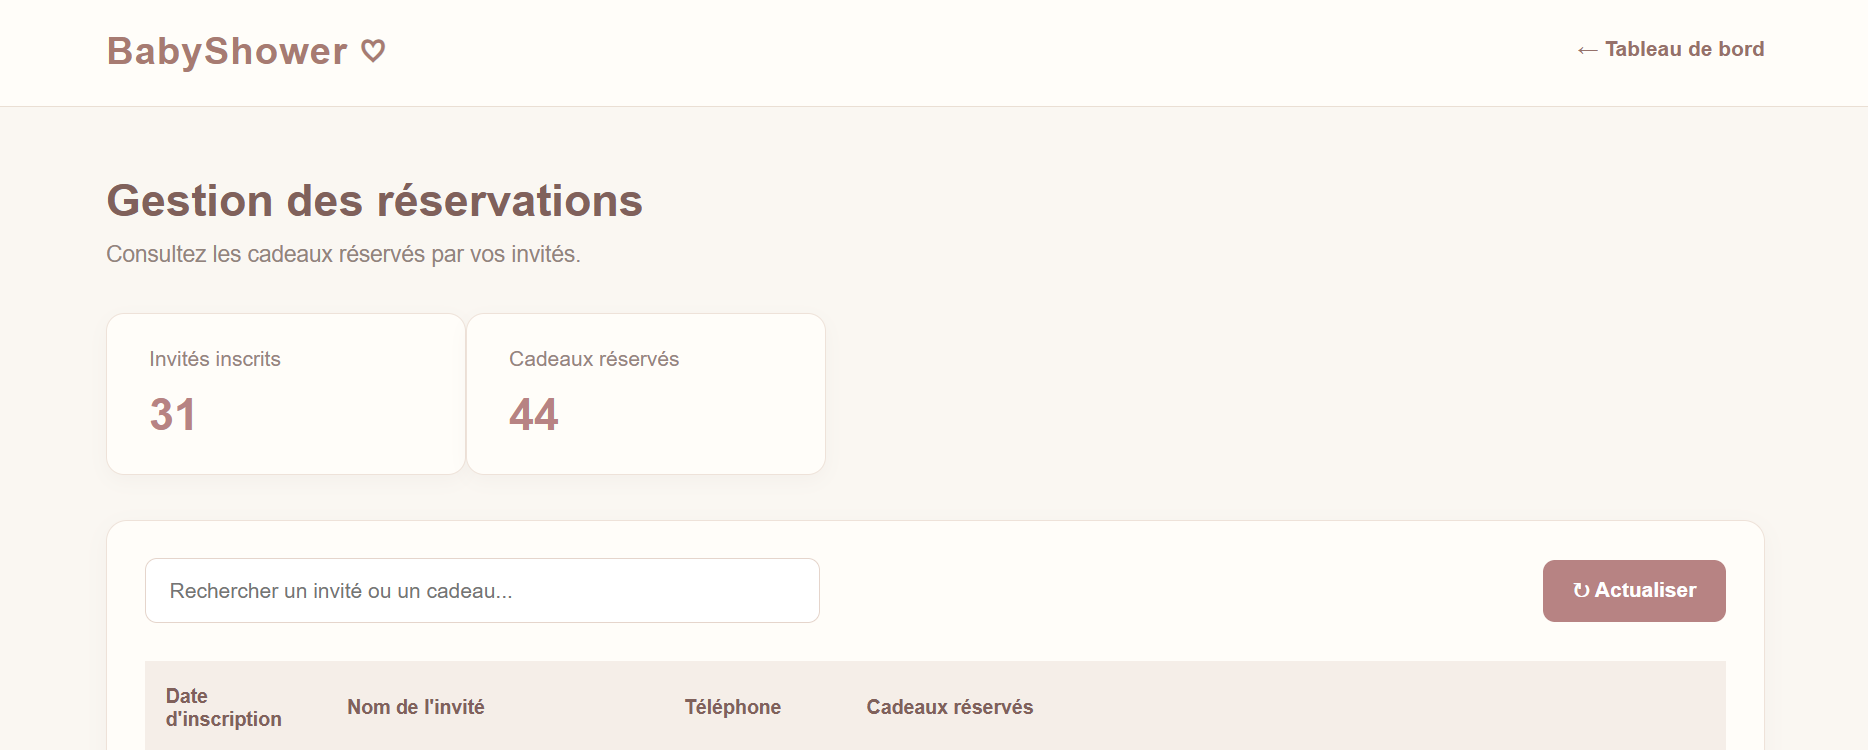 BabyShower ♡
← Tableau de bord
Gestion des réservations
Consultez les cadeaux réservés par vos invités.
Invités inscrits
31
Cadeaux réservés
44
Rechercher un invité ou un cadeau...
↻ Actualiser
Date
d'inscription
Nom de l'invité
Téléphone
Cadeaux réservés